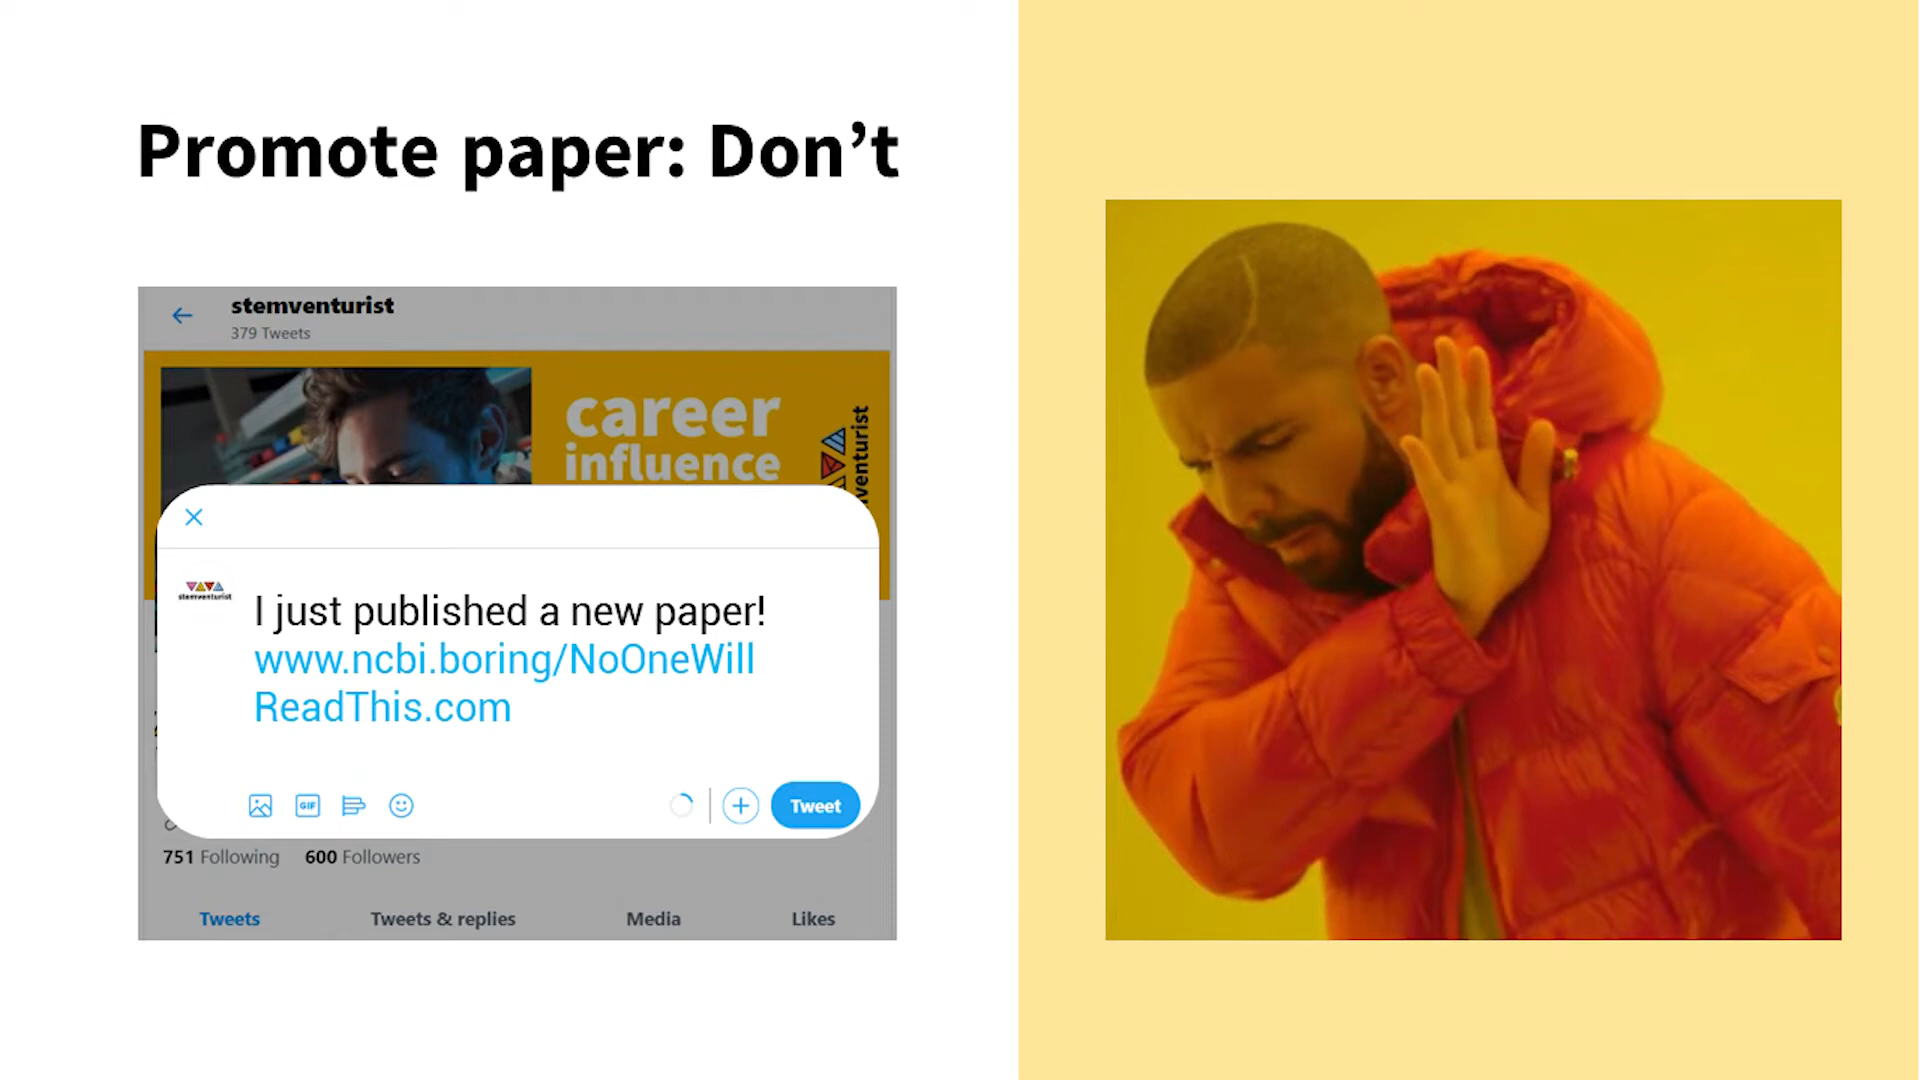 Promote paper: Don’t
stemventurist
379 Tweets
career
influence
venturist
stemventurist
I just published a new paper!
www.ncbi.boring/NoOneWill
ReadThis.com
GIF
Tweet
751 Following 600 Followers
Tweets Tweets & replies Media Likes